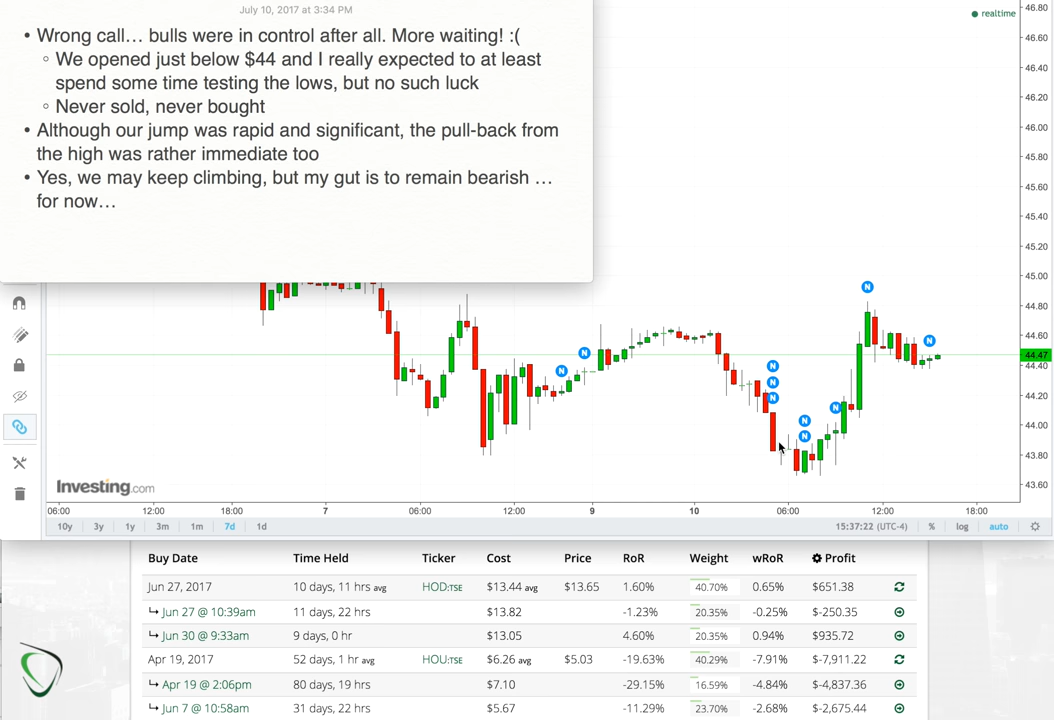 July 10, 2017 at 3:34 PM
• Wrong call… bulls were in control after all. More waiting! :(
◦ We opened just below $44 and I really expected to at least
spend some time testing the lows, but no such luck
◦ Never sold, never bought
• Although our jump was rapid and significant, the pull-back from
the high was rather immediate too
• Yes, we may keep climbing, but my gut is to remain bearish …
for now…
realtime
46.80
46.60
46.40
46.20
46.00
45.80
45.60
45.40
45.20
45.00
44.80
44.60
44.47
44.40
44.20
44.00
43.80
43.60
N
N
N
N
N
N
N
N
N
N
Investing.com
06:00 12:00 18:00 7 06:00 12:00 9 10 06:00 12:00 18:00
10y 3y 1y 3m 1m 7d 1d 15:37:22 (UTC-4) % log auto
Buy Date Time Held Ticker Cost Price RoR Weight wRoR Profit
Jun 27, 2017 10 days, 11 hrs avg HOD:TSE $13.44 avg $13.65 1.60% 40.70% 0.65% $651.38
↳ Jun 27 @ 10:39am 11 days, 22 hrs $13.82 -1.23% 20.35% -0.25% $-250.35
↳ Jun 30 @ 9:33am 9 days, 0 hr $13.05 4.60% 20.35% 0.94% $935.72
Apr 19, 2017 52 days, 1 hr avg HOU:TSE $6.26 avg $5.03 -19.63% 40.29% -7.91% $-7,911.22
↳ Apr 19 @ 2:06pm 80 days, 19 hrs $7.10 -29.15% 16.59% -4.84% $-4,837.36
↳ Jun 7 @ 10:58am 31 days, 22 hrs $5.67 -11.29% 23.70% -2.68% $-2,675.44